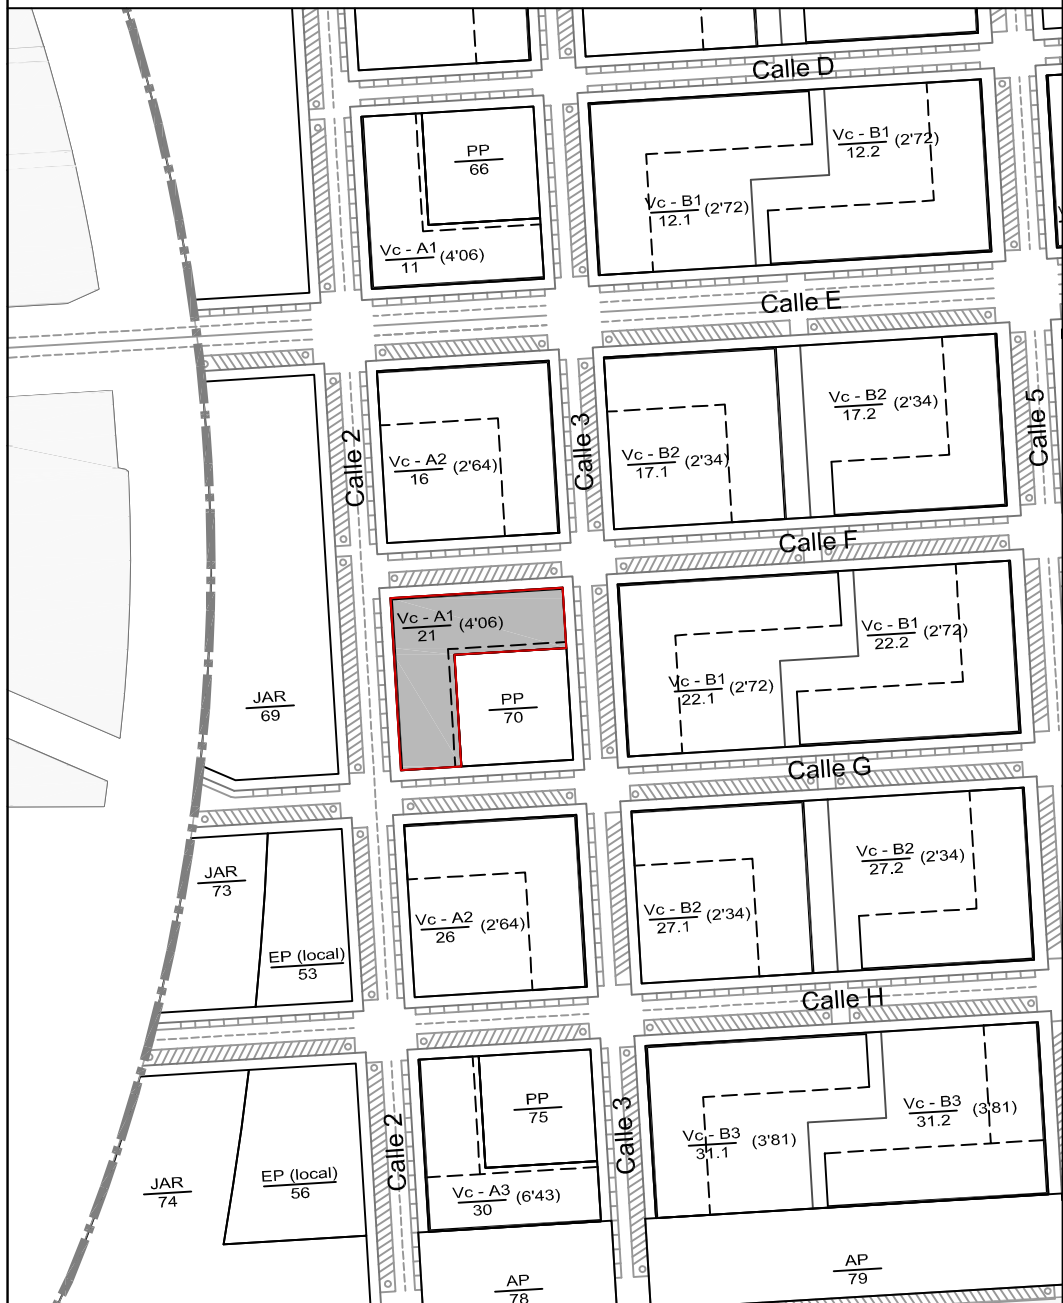 Calle D
Vc - B1 (2'72)
12.2
PP
66
Vc - B1 (2'72)
12.1
Vc - A1 (4'06)
11
Calle E
Vc - B2 (2'34)
17.2
Calle 5
Calle 2
Calle 3
Vc - A2 (2'64)
16
Vc - B2 (2'34)
17.1
Calle F
Vc - A1 (4'06)
21
Vc - B1 (2'72)
22.2
Vc - B1 (2'72)
22.1
JAR
69
PP
70
Calle G
Vc - B2 (2'34)
27.2
JAR
73
Vc - A2 (2'64)
26
Vc - B2 (2'34)
27.1
EP (local)
53
Calle H
PP
75
Vc - B3 (3'81)
31.2
Calle 2
Calle 3
Vc - B3 (3'81)
31.1
EP (local)
56
JAR
74
Vc - A3 (6'43)
30
AP
79
AP
78